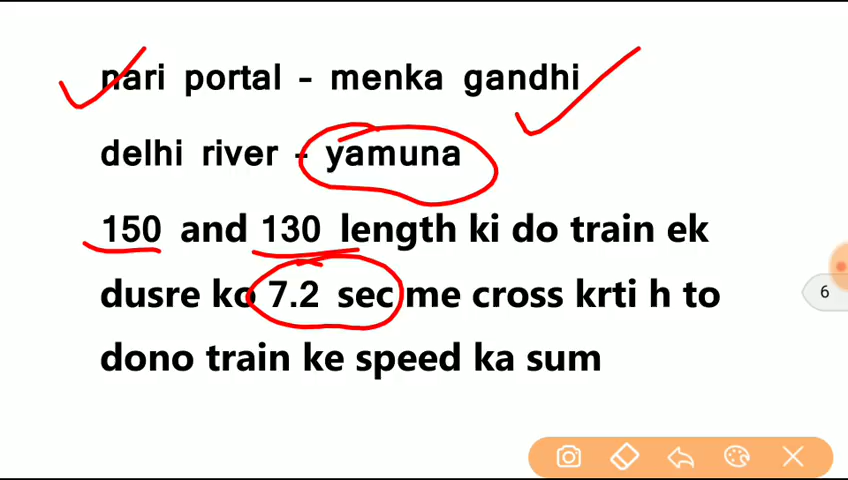 nari portal - menka gandhi
delhi river - yamuna
150 and 130 length ki do train ek
dusre ko 7.2 sec me cross krti h to
6
dono train ke speed ka sum